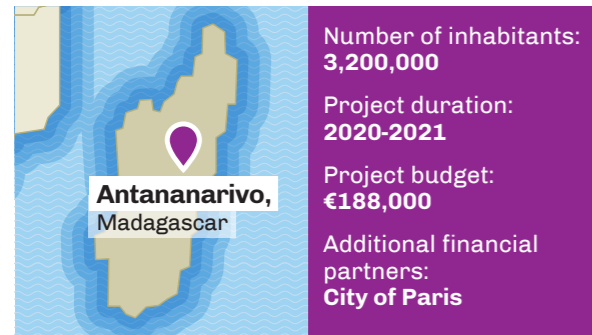 Antananarivo,
Madagascar
Number of inhabitants:
3,200,000
Project duration:
2020-2021
Project budget:
€188,000
Additional financial
partners:
City of Paris